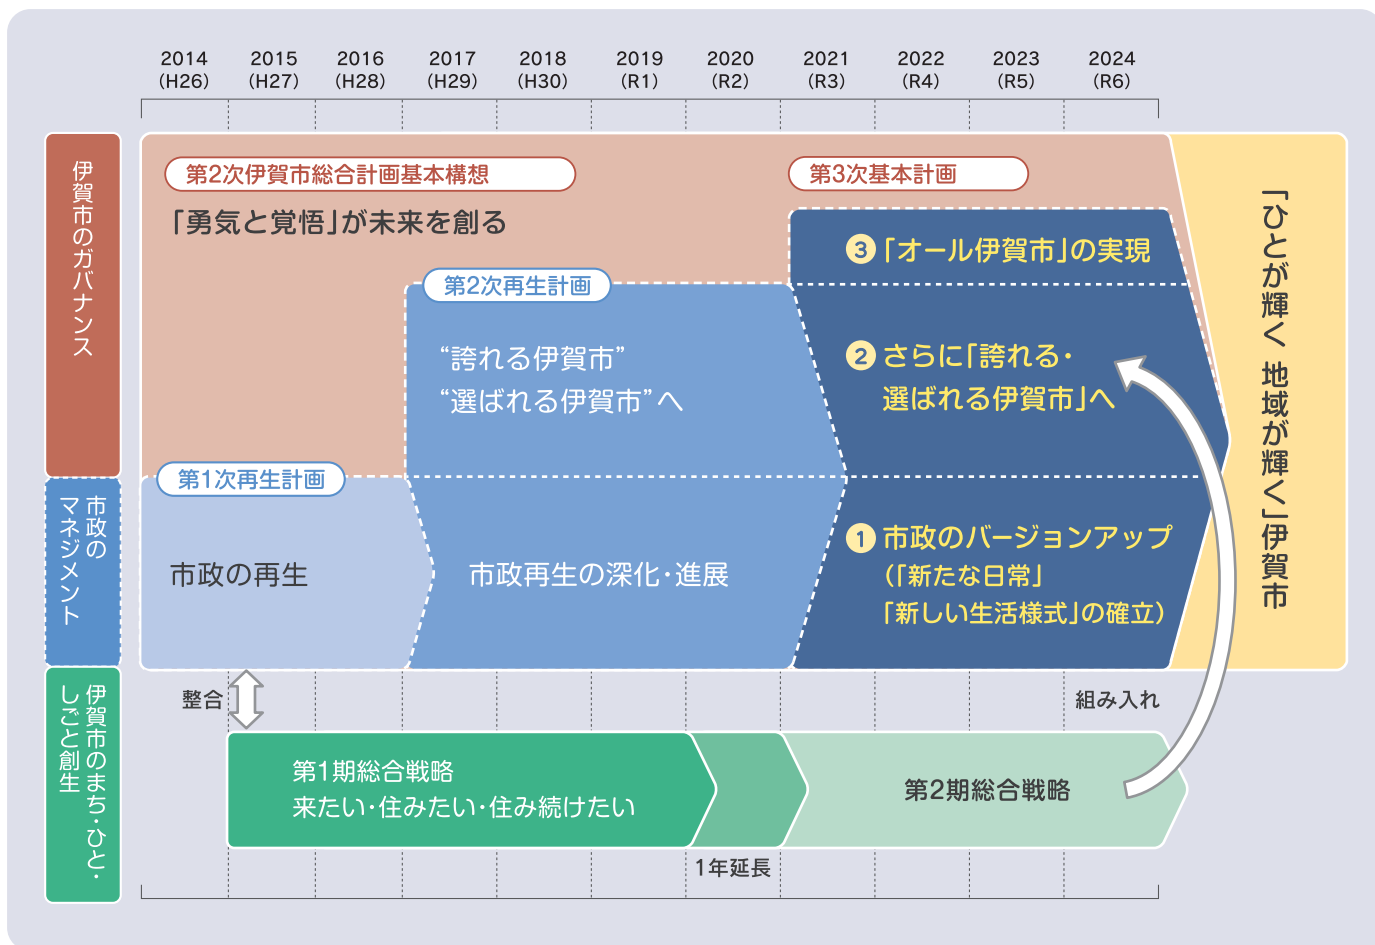 2014
(H26)
2015
(H27)
2016
(H28)
2017
(H29)
2018
(H30)
2019
(R1)
2020
(R2)
2021
(R3)
2022
(R4)
2023
(R5)
2024
(R6)
伊賀市のガバナンス
第2次伊賀市総合計画基本構想
「勇気と覚悟」が未来を創る
第3次基本計画
3「オール伊賀市」の実現
第2次再生計画
“誇れる伊賀市”
“選ばれる伊賀市”へ
2 さらに「誇れる・
選ばれる伊賀市」へ
「ひとが輝く 地域が輝く」伊賀市
市政の
マネジメント
第1次再生計画
市政の再生
市政再生の深化・進展
1 市政のバージョンアップ
(「新たな日常」
「新しい生活様式」の確立)
整合
組み入れ
伊賀市のまち・ひと・
しごと創生
第1期総合戦略
来たい・住みたい・住み続けたい
第2期総合戦略
1年延長